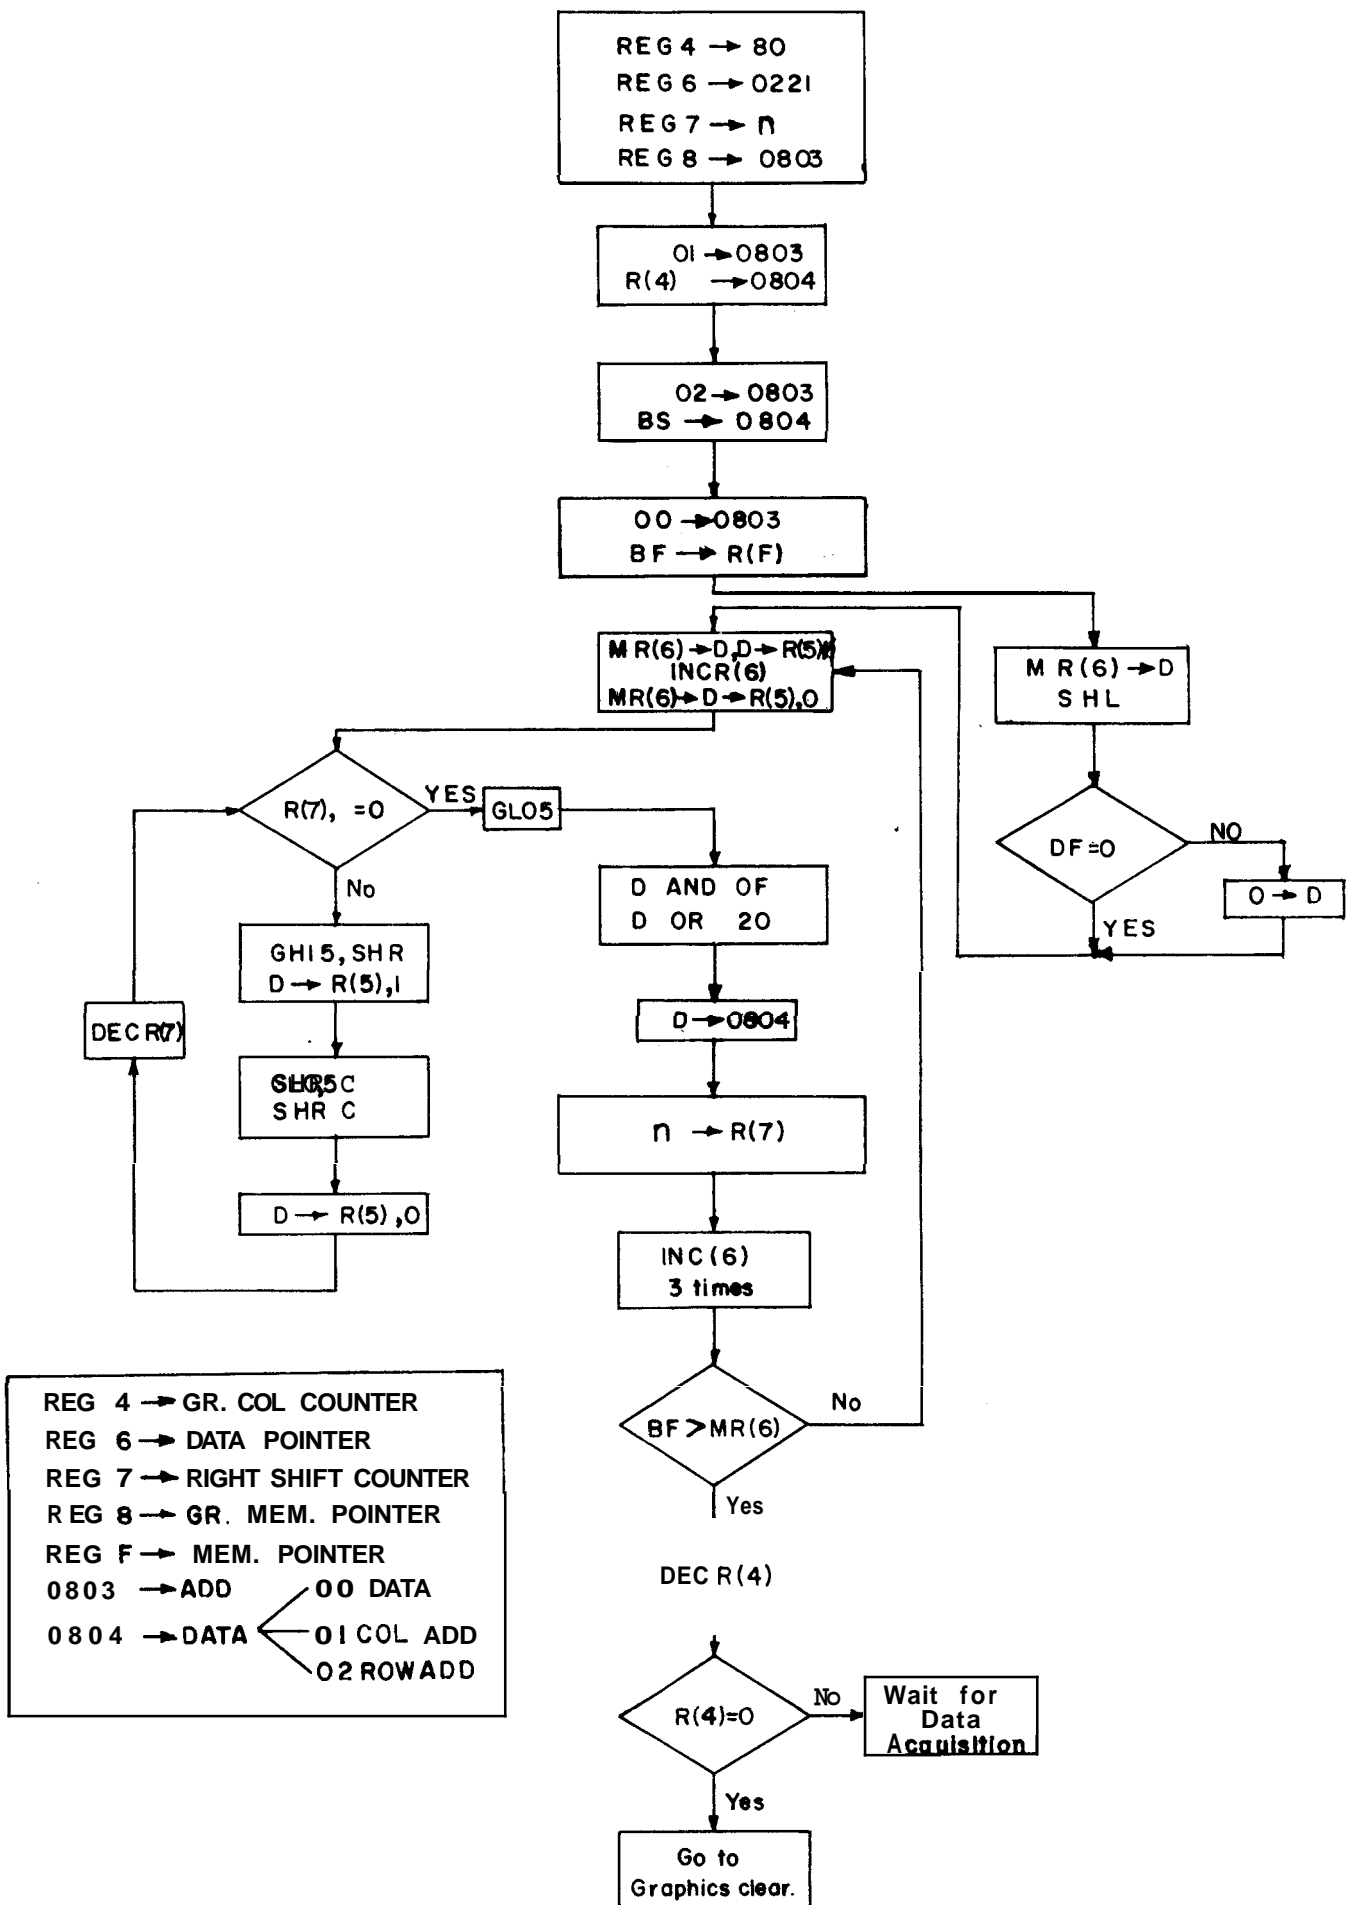 REG 4 → 80
REG 6 → 0221
REG 7 → n
REG 8 → 0803
01 → 0803
R(4) → 0804
02 → 0803
BS → 0804
00 → 0803
BF → R(F)
MR(6) → D, D → R(5)
INCR(6)
MR(6) → D → R(5),0
MR(6) → D
SHL
DF=0
NO
0 → D
YES
R(7), =0
YES
GLO5
No
GHI5, SHR
D → R(5),1
SHR C
D → R(5),0
DECR(7)
D AND OF
D OR 20
D → 0804
n → R(7)
INC(6)
3 times
BF > MR(6)
No
Yes
DEC R(4)
R(4)=0
No
Wait for
Data
Acquisition
Yes
Go to
Graphics clear.
REG 4 → GR. COL COUNTER
REG 6 → DATA POINTER
REG 7 → RIGHT SHIFT COUNTER
REG 8 → GR. MEM. POINTER
REG F → MEM. POINTER
0803 → ADD
00 DATA
0804 → DATA
01 COL ADD
02 ROW ADD